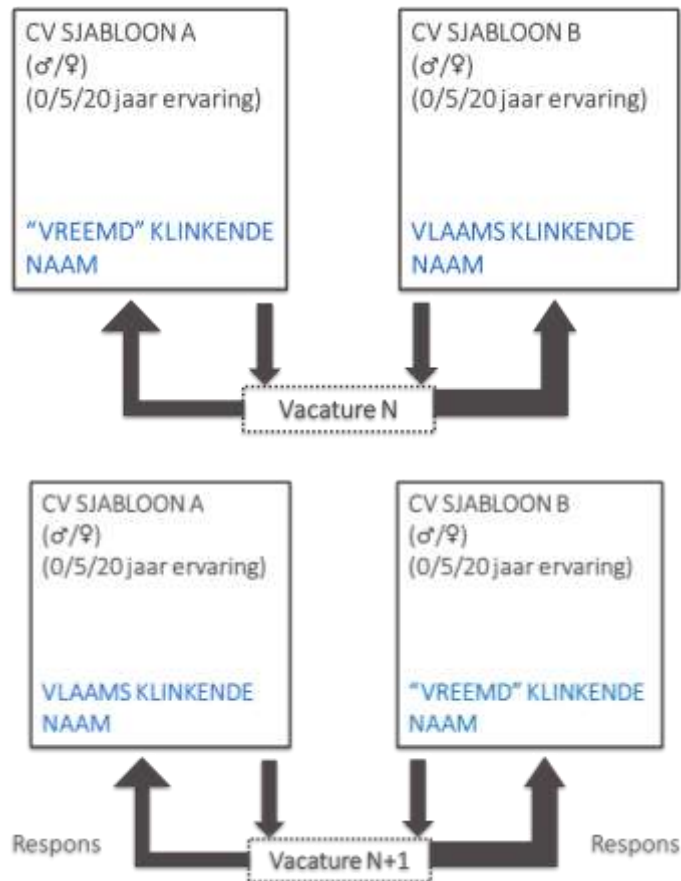 CV SJABLOON A
(♂/♀)
(0/5/20 jaar ervaring)
"VREEMD" KLINKENDE
NAAM
CV SJABLOON B
(♂/♀)
(0/5/20 jaar ervaring)
VLAAMS KLINKENDE
NAAM
Vacature N
CV SJABLOON A
(♂/♀)
(0/5/20 jaar ervaring)
VLAAMS KLINKENDE
NAAM
CV SJABLOON B
(♂/♀)
(0/5/20 jaar ervaring)
"VREEMD" KLINKENDE
NAAM
Respons
Vacature N+1
Respons